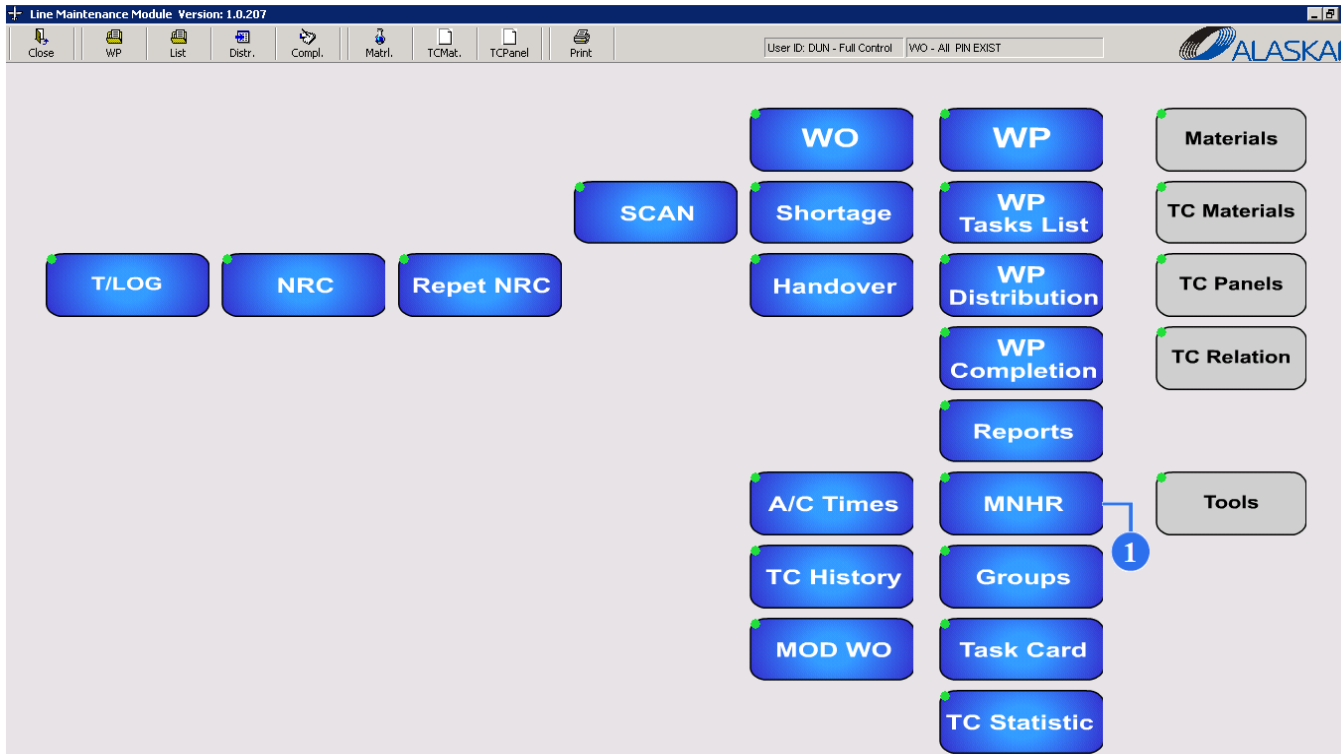 Line Maintenance Module Version: 1.0.207
Close WP List Distr. Compl. Matrl. TCMat. TCPanel Print
User ID: DUN - Full Control WO - All PIN EXIST
ALASKAI
WO WP Materials
SCAN Shortage WP Tasks List TC Materials
T/LOG NRC Repet NRC Handover WP Distribution TC Panels
WP Completion TC Relation
Reports
A/C Times MNHR Tools
1
TC History Groups
MOD WO Task Card
TC Statistic